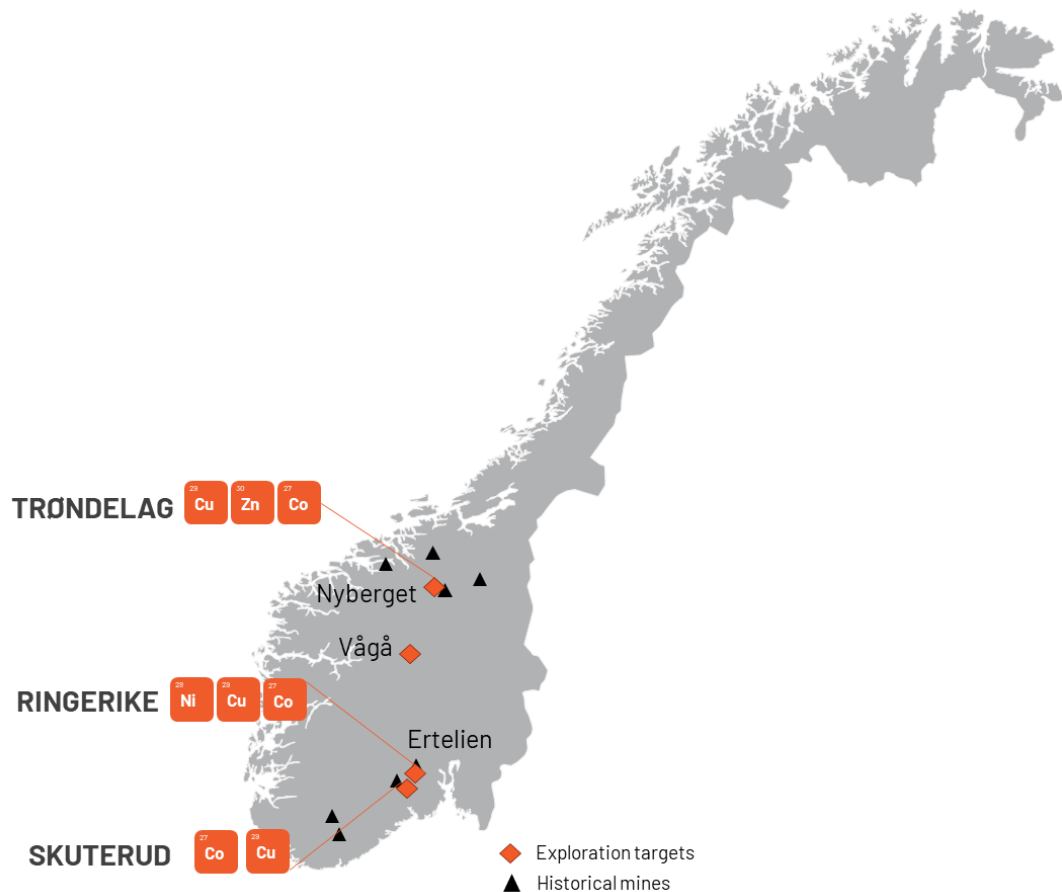 TRØNDELAG
29 Cu 30 Zn 27 Co
Nyberget
Vågå
RINGERIKE
28 Ni 29 Cu 27 Co
Ertelien
SKUTERUD
27 Co 29 Cu
Exploration targets
Historical mines